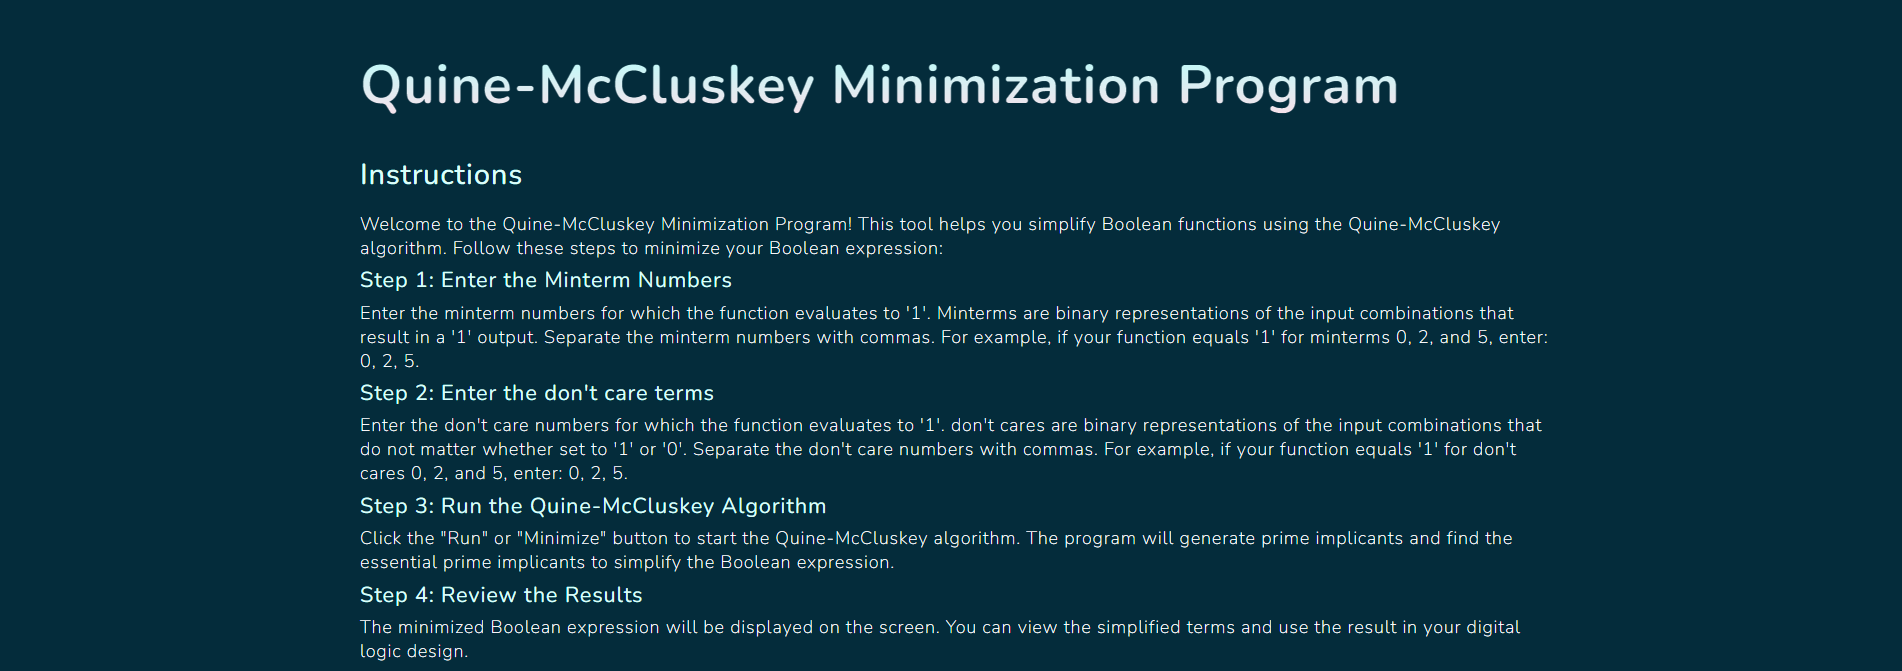 Quine-McCluskey Minimization Program
Instructions
Welcome to the Quine-McCluskey Minimization Program! This tool helps you simplify Boolean functions using the Quine-McCluskey
algorithm. Follow these steps to minimize your Boolean expression:
Step 1: Enter the Minterm Numbers
Enter the minterm numbers for which the function evaluates to '1'. Minterms are binary representations of the input combinations that
result in a '1' output. Separate the minterm numbers with commas. For example, if your function equals '1' for minterms 0, 2, and 5, enter:
0, 2, 5.
Step 2: Enter the don't care terms
Enter the don't care numbers for which the function evaluates to '1'. don't cares are binary representations of the input combinations that
do not matter whether set to '1' or '0'. Separate the don't care numbers with commas. For example, if your function equals '1' for don't
cares 0, 2, and 5, enter: 0, 2, 5.
Step 3: Run the Quine-McCluskey Algorithm
Click the "Run" or "Minimize" button to start the Quine-McCluskey algorithm. The program will generate prime implicants and find the
essential prime implicants to simplify the Boolean expression.
Step 4: Review the Results
The minimized Boolean expression will be displayed on the screen. You can view the simplified terms and use the result in your digital
logic design.